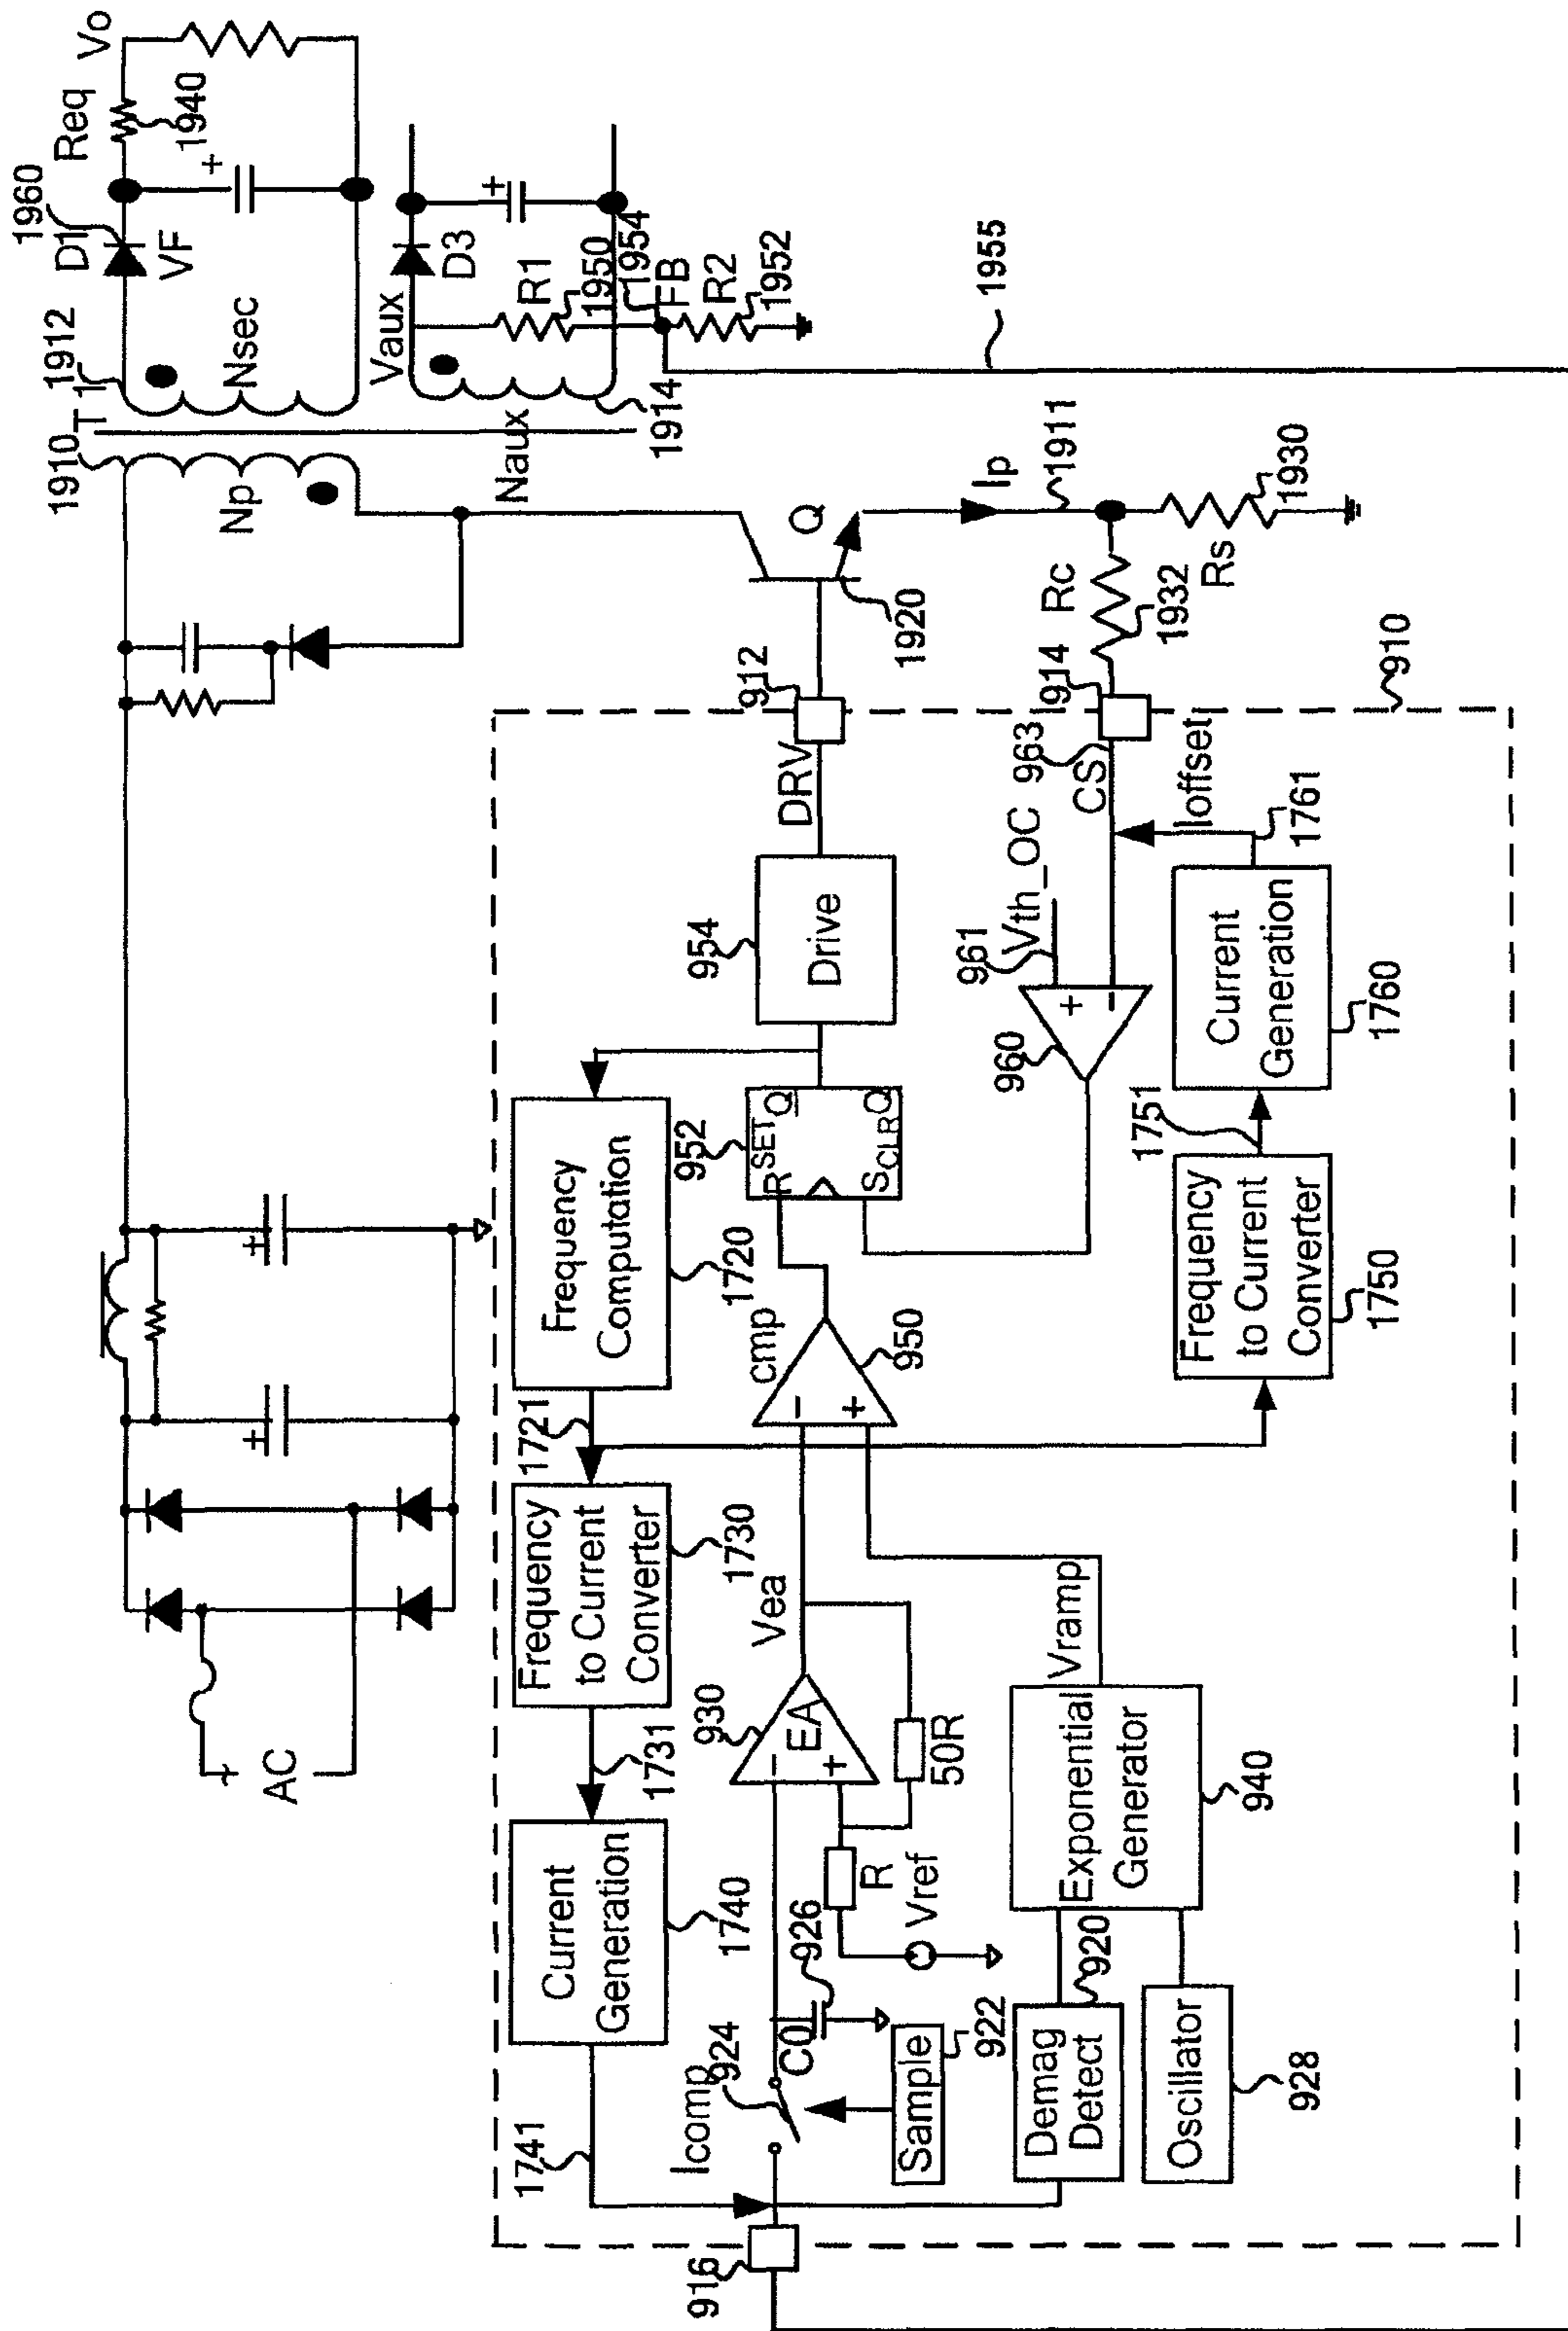 1910
T 1
1912
D1
1960
VF
Req
1940
Vo
+
Np
Nsec
Vaux
D3
+
R1
1950
1954
FB
R2
1952
Naux
1914
1955
AC
+
+
Q
1920
Ip
1911
Rc
1932
Rs
1930
912
914
910
DRV
963
CS
Ioffset
1761
Drive
954
961
Vth_OC
+
−
960
Current
Generation
1760
1751
Frequency
to Current
Converter
1750
Frequency
Computation
1720
952
R
SET
Q
S
CLR
Q
cmp
−
+
950
1721
Frequency
to Current
Converter
1730
1731
Current
Generation
1740
1741
Vea
930
EA
−
+
50R
R
Vref
926
C0
924
Icomp
Sample
922
Vramp
Exponential
Generator
940
920
Demag
Detect
Oscillator
928
916